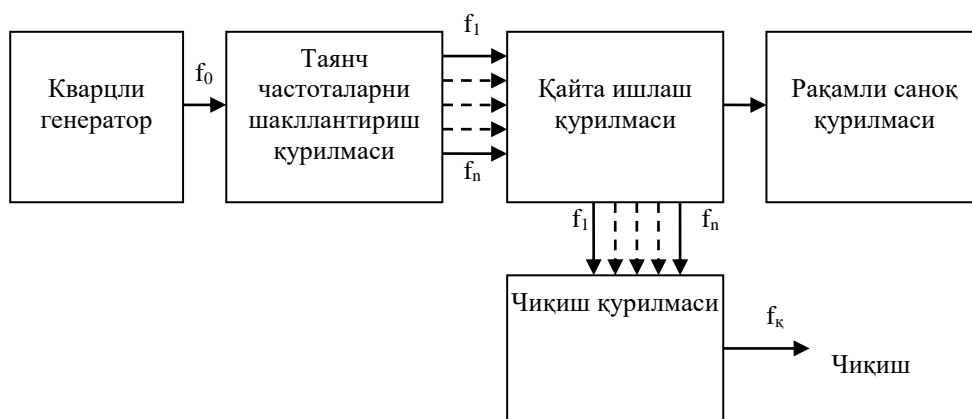 Кварцли
генератор
f₀
Таянч
частоталарни
шакллантириш
қурилмаси
f₁
fₙ
Қайта ишлаш
қурилмаси
Рақамли саноқ
қурилмаси
f₁
fₙ
Чиқиш қурилмаси
fқ
Чиқиш